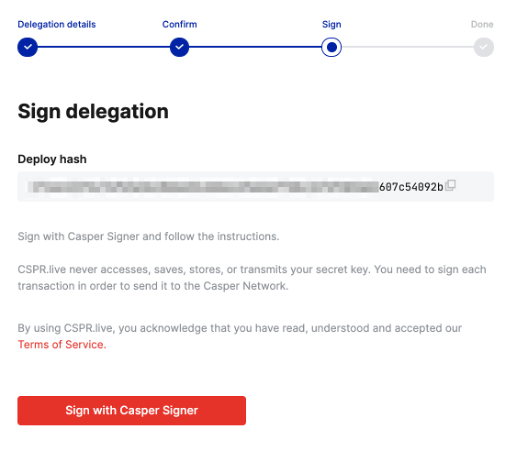 Delegation details Confirm Sign Done
Sign delegation
Deploy hash
607c54092b
Sign with Casper Signer and follow the instructions.
CSPR.live never accesses, saves, stores, or transmits your secret key. You need to sign each
transaction in order to send it to the Casper Network.
By using CSPR.live, you acknowledge that you have read, understood and accepted our
Terms of Service.
Sign with Casper Signer